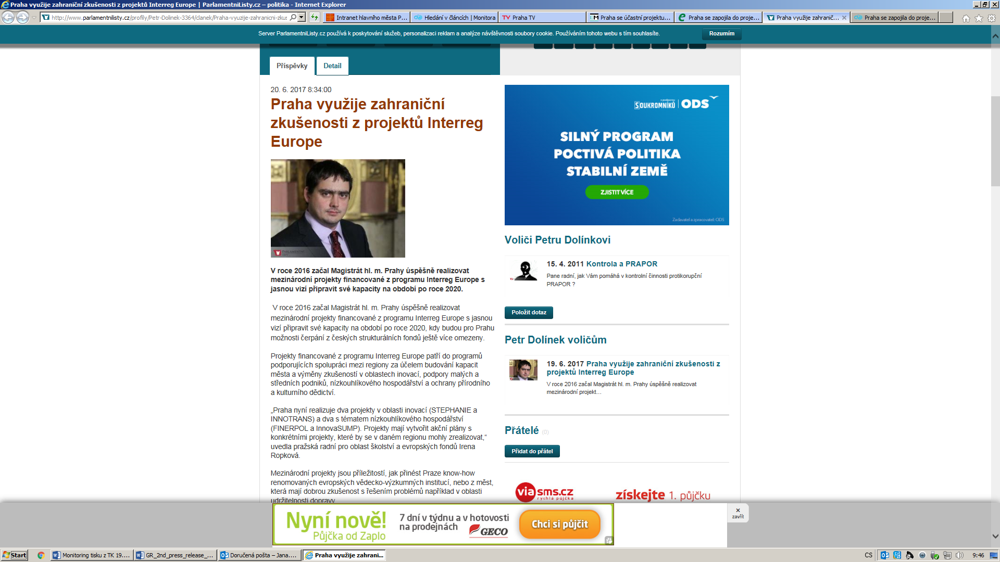 Praha využije zahraniční zkušenosti z projektů Interreg Europe | ParlamentniListy.cz – politika - Internet Explorer
http://www.parlamentnilisty.cz/profily/Petr-Dolinek-3364/clanek/Praha-vyuzije-zahranicni-zkus
Intranet hlavního města P...
Hledání v článcích | Monitora
Praha TV
Praha se účastní projektu...
Praha se zapojila do proje...
Praha využije zahranič...
Praha se zapojila do proje...
Server ParlamentniListy.cz používá k poskytování služeb, personalizaci reklam a analýze návštěvnosti soubory cookie. Používáním tohoto webu s tím souhlasíte.
Rozumím
Příspěvky
Detail
20. 6. 2017 8:34:00
Praha využije zahraniční
zkušenosti z projektů Interreg
Europe
PARLAMENTNÍ
V roce 2016 začal Magistrát hl. m. Prahy úspěšně realizovat
mezinárodní projekty financované z programu Interreg Europe s
jasnou vizí připravit své kapacity na období po roce 2020.
V roce 2016 začal Magistrát hl. m. Prahy úspěšně realizovat
mezinárodní projekty financované z programu Interreg Europe s jasnou
vizí připravit své kapacity na období po roce 2020, kdy budou pro Prahu
možnosti čerpání z českých strukturálních fondů ještě více omezeny.
Projekty financované z programu Interreg Europe patří do programů
podporujících spolupráci mezi regiony za účelem budování kapacit
města a výměny zkušeností v oblastech inovací, podpory malých a
středních podniků, nízkouhlíkového hospodářství a ochrany přírodního
a kulturního dědictví.
„Praha nyní realizuje dva projekty v oblasti inovací (STEPHANIE a
INNOTRANS) a dva s tématem nízkouhlíkového hospodářství
(FINERPOL a InnovaSUMP). Projekty mají vytvořit akční plány s
konkrétními projekty, které by se v daném regionu mohly zrealizovat,“
uvedla pražská radní pro oblast školství a evropských fondů Irena
Ropková.
Mezinárodní projekty jsou příležitostí, jak přinést Praze know-how
renomovaných evropských vědecko-výzkumných institucí, nebo z měst,
která mají dobrou zkušenost s řešením problémů například v oblasti
udržitelnosti dopravy
s podporou
SOUKROMNÍKŮ | ODS
SILNÝ PROGRAM
POCTIVÁ POLITIKA
STABILNÍ ZEMĚ
ZJISTIT VÍCE
Zadavatel a zpracovatel: ODS
Voliči Petru Dolínkovi
15. 4. 2011 Kontrola a PRAPOR
Pane radní, jak Vám pomáhá v kontrolní činnosti protikorupční
PRAPOR ?
Položit dotaz
Petr Dolínek voličům
19. 6. 2017 Praha využije zahraniční zkušenosti z
projektů Interreg Europe
V roce 2016 začal Magistrát hl. m. Prahy úspěšně realizovat
mezinárodní projekt...
Přátelé (0)
Přidat do přátel
via sms.cz
rychlá půjčka
získejte 1. půjčku
Nyní nově!
Půjčka od Zaplo
7 dní v týdnu a v hotovosti
na prodejnách
GECO
Chci si půjčit
×
zavřít
Start
Monitoring tisku z TK 19....
GR_2nd_press_release_...
Doručená pošta – Jana....
Praha využije zahrani...
CS
9:46